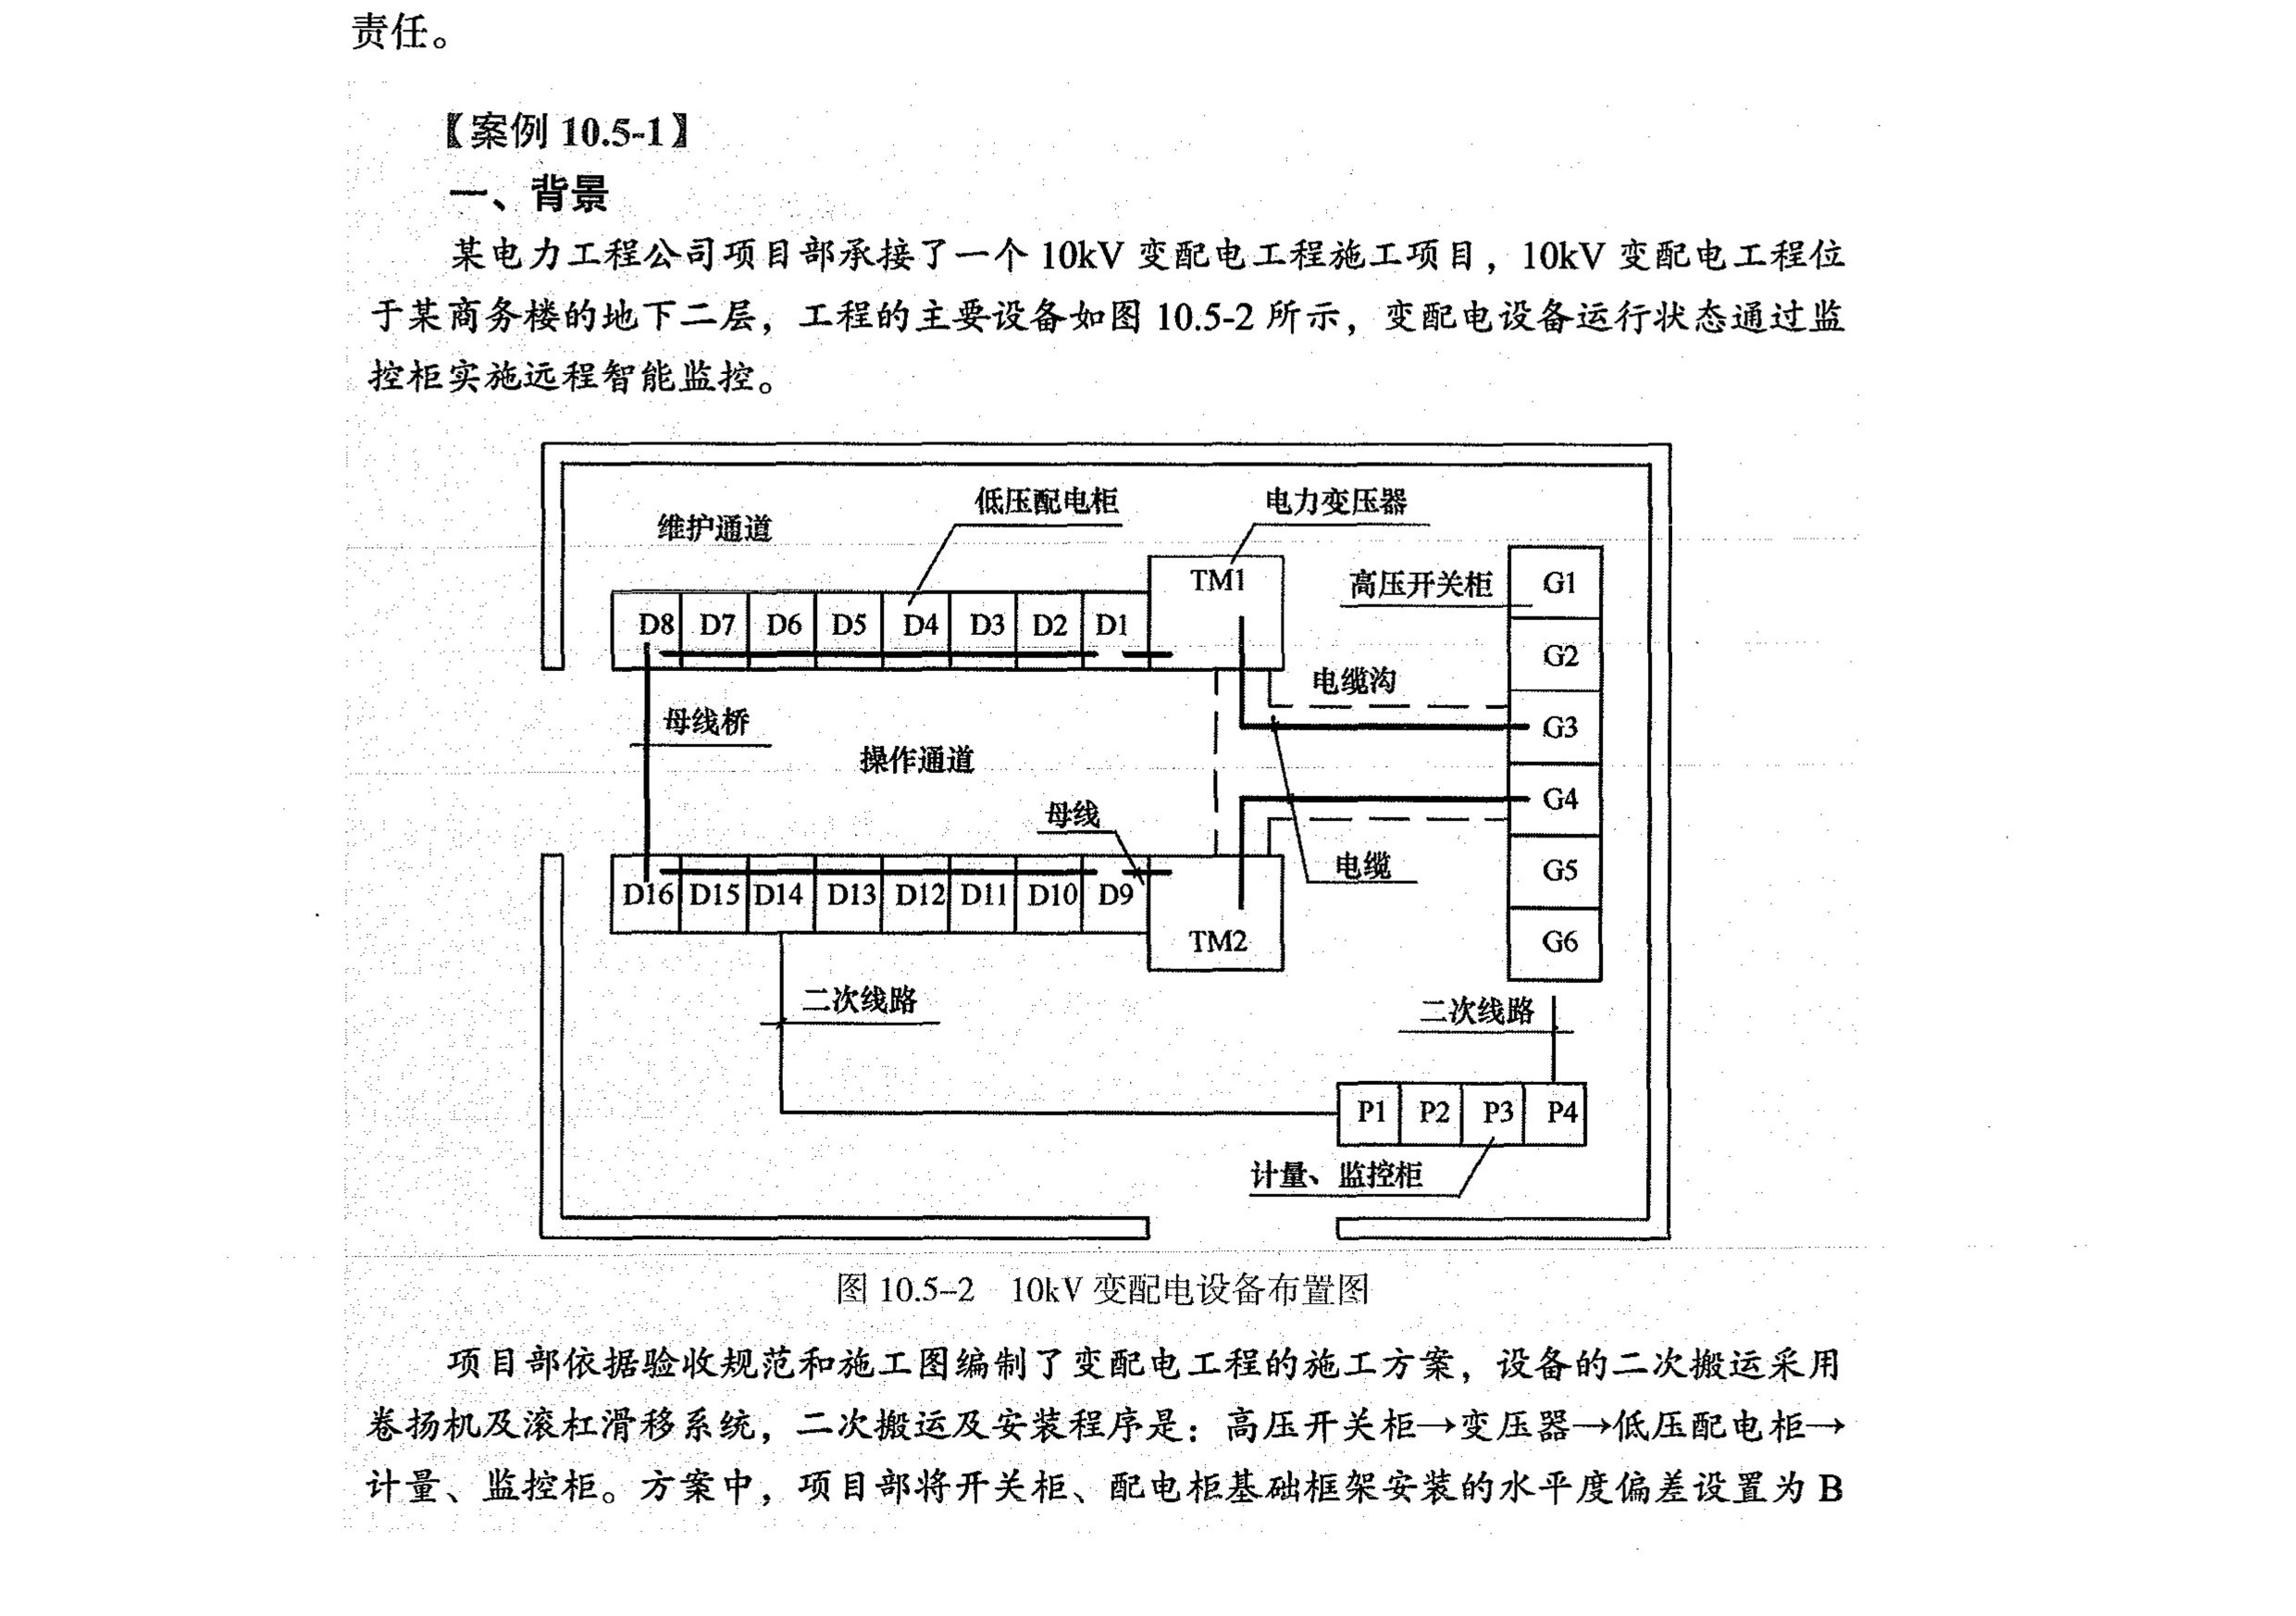 责任。
【案例 10.5-1】
一、背景
某电力工程公司项目部承接了一个 10kV 变配电工程施工项目，10kV 变配电工程位
于某商务楼的地下二层，工程的主要设备如图 10.5-2 所示，变配电设备运行状态通过监
控柜实施远程智能监控。
低压配电柜
电力变压器
维护通道
TM1
高压开关柜
G1
D8 D7 D6 D5 D4 D3 D2 D1
G2
电缆沟
母线桥
G3
操作通道
G4
母线
电缆
G5
D16 D15 D14 D13 D12 D11 D10 D9
TM2
G6
二次线路
二次线路
P1 P2 P3 P4
计量、监控柜
图 10.5-2 10kV 变配电设备布置图
项目部依据验收规范和施工图编制了变配电工程的施工方案，设备的二次搬运采用
卷扬机及滚杠滑移系统，二次搬运及安装程序是：高压开关柜→变压器→低压配电柜→
计量、监控柜。方案中，项目部将开关柜、配电柜基础框架安装的水平度偏差设置为 B